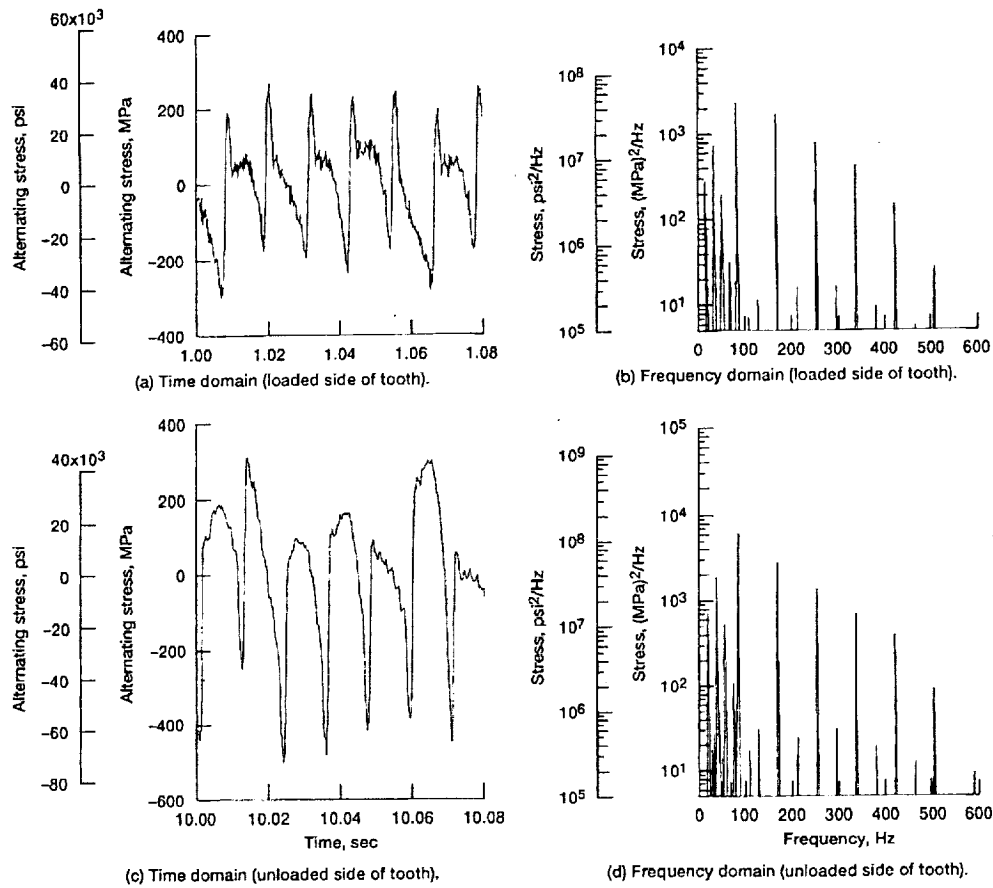 60x10³
40
20
0
−20
−40
−60
Alternating stress, psi
400
200
0
−200
−400
Alternating stress, MPa
1.00 1.02 1.04 1.06 1.08
(a) Time domain (loaded side of tooth).
10⁸
10⁷
10⁶
10⁵
Stress, psi²/Hz
10⁴
10³
10²
10¹
Stress, (MPa)²/Hz
0 100 200 300 400 500 600
(b) Frequency domain (loaded side of tooth).
40x10³
20
0
−20
−40
−60
−80
Alternating stress, psi
400
200
0
−200
−400
−600
Alternating stress, MPa
10.00 10.02 10.04 10.06 10.08
Time, sec
(c) Time domain (unloaded side of tooth).
10⁹
10⁸
10⁷
10⁶
10⁵
Stress, psi²/Hz
10⁵
10⁴
10³
10²
10¹
Stress, (MPa)²/Hz
0 100 200 300 400 500 600
Frequency, Hz
(d) Frequency domain (unloaded side of tooth).